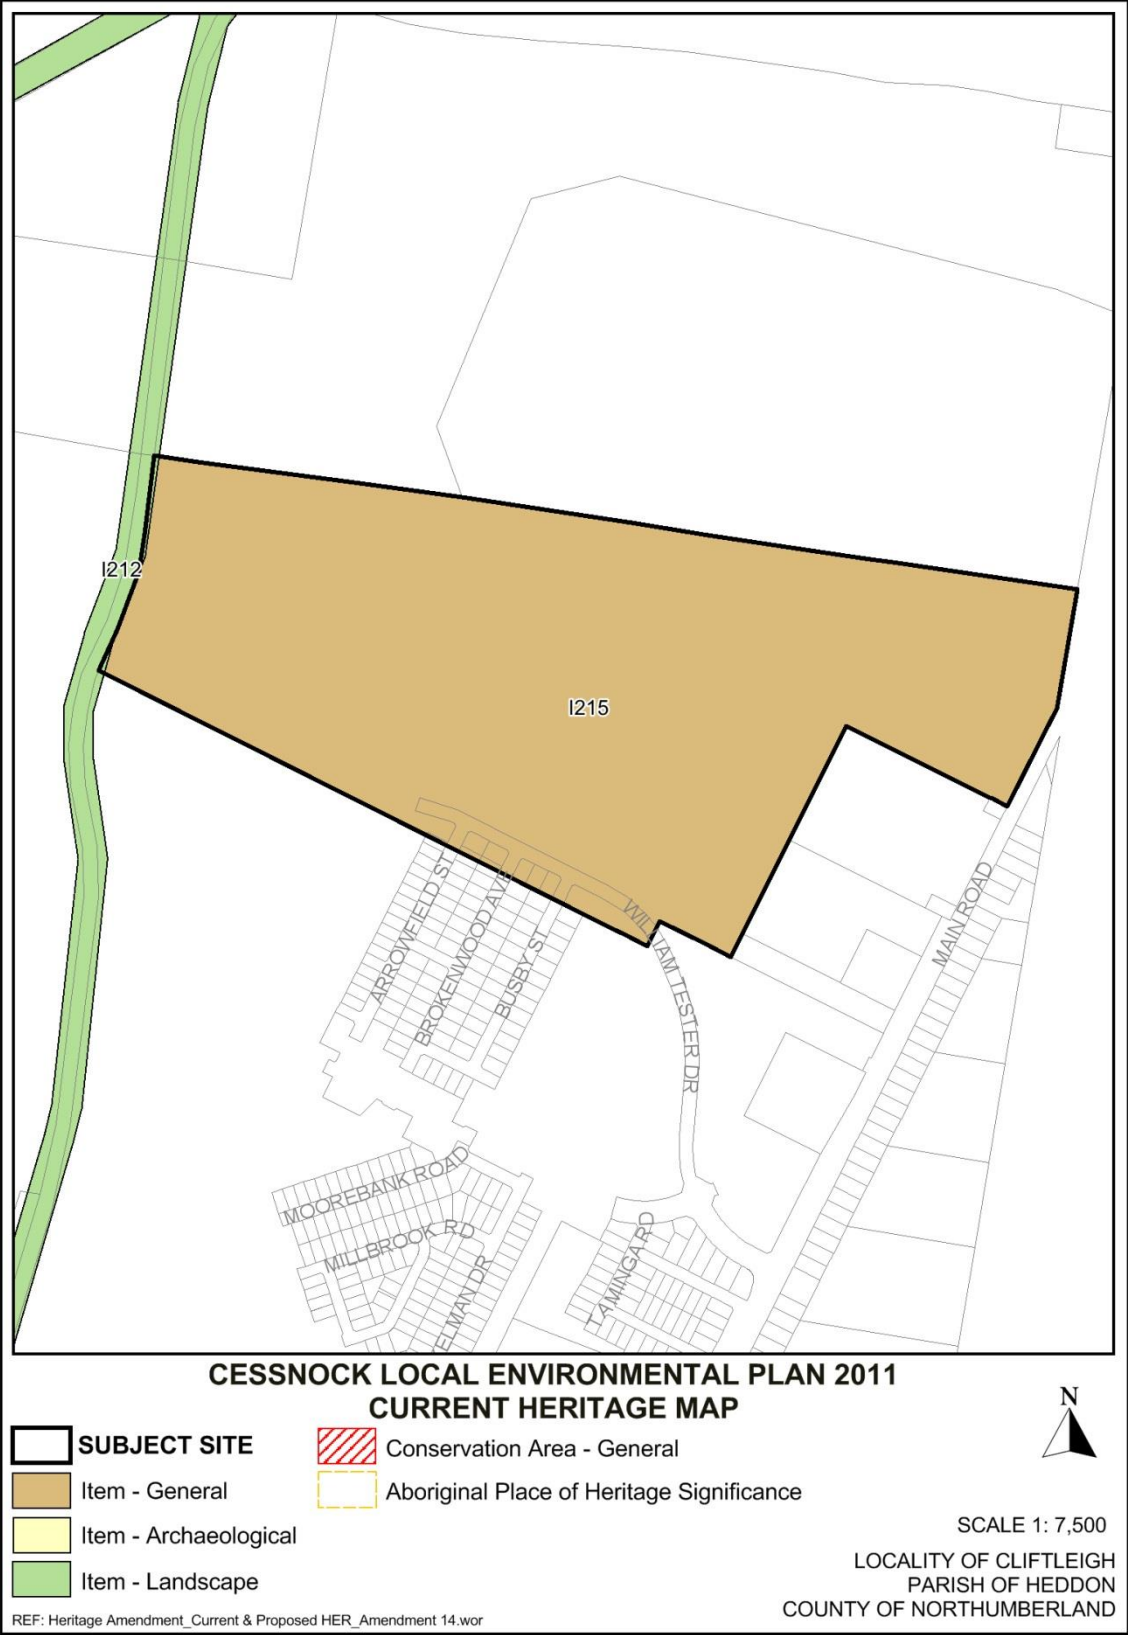 I212
I215
ARROWFIELD ST
BROKENWOOD AVE
BUSBY ST
WILLIAM TESTER DR
MAIN ROAD
MOOREBANK ROAD
MILLBROOK RD
ELMAN DR
TAMINGA RD
CESSNOCK LOCAL ENVIRONMENTAL PLAN 2011
CURRENT HERITAGE MAP
N
SUBJECT SITE
Item - General
Item - Archaeological
Item - Landscape
Conservation Area - General
Aboriginal Place of Heritage Significance
SCALE 1: 7,500
LOCALITY OF CLIFTLEIGH
PARISH OF HEDDON
COUNTY OF NORTHUMBERLAND
REF: Heritage Amendment_Current & Proposed HER_Amendment 14.wor